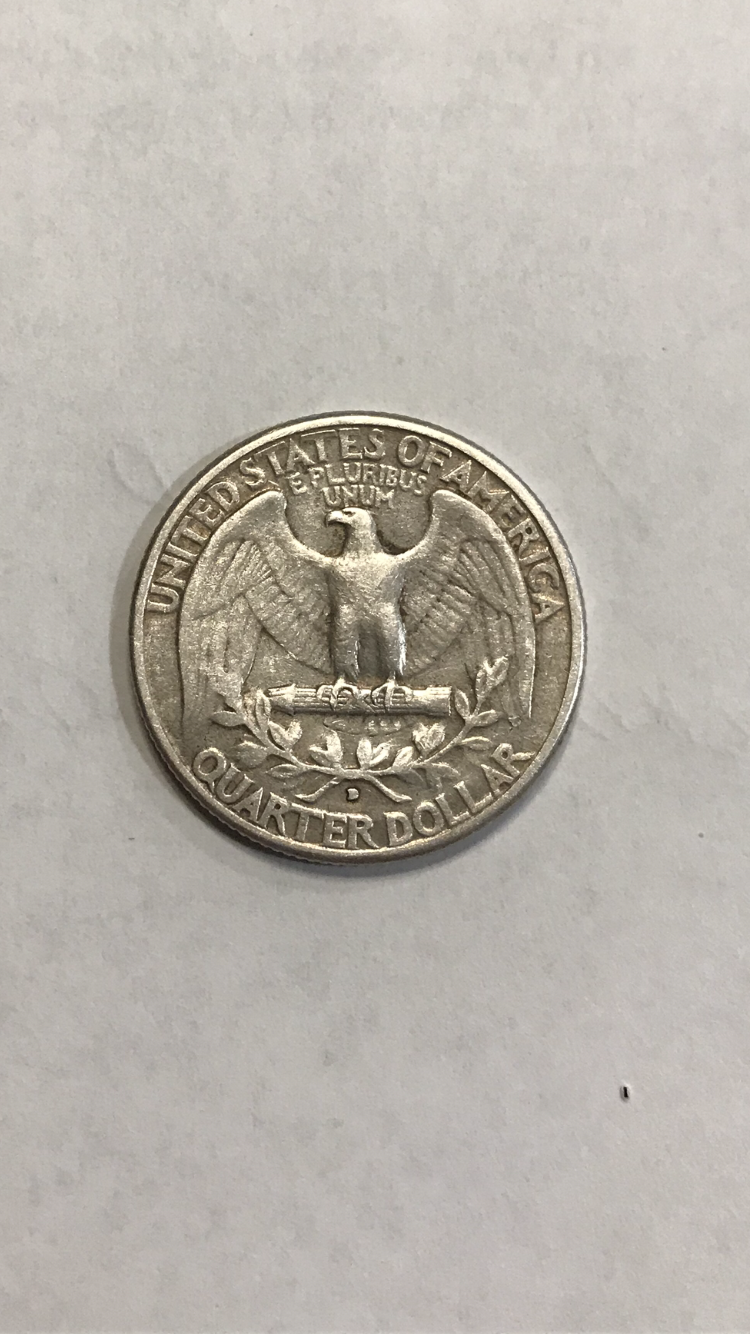 UNITED STATES OF AMERICA
E PLURIBUS
UNUM
D
QUARTER DOLLAR